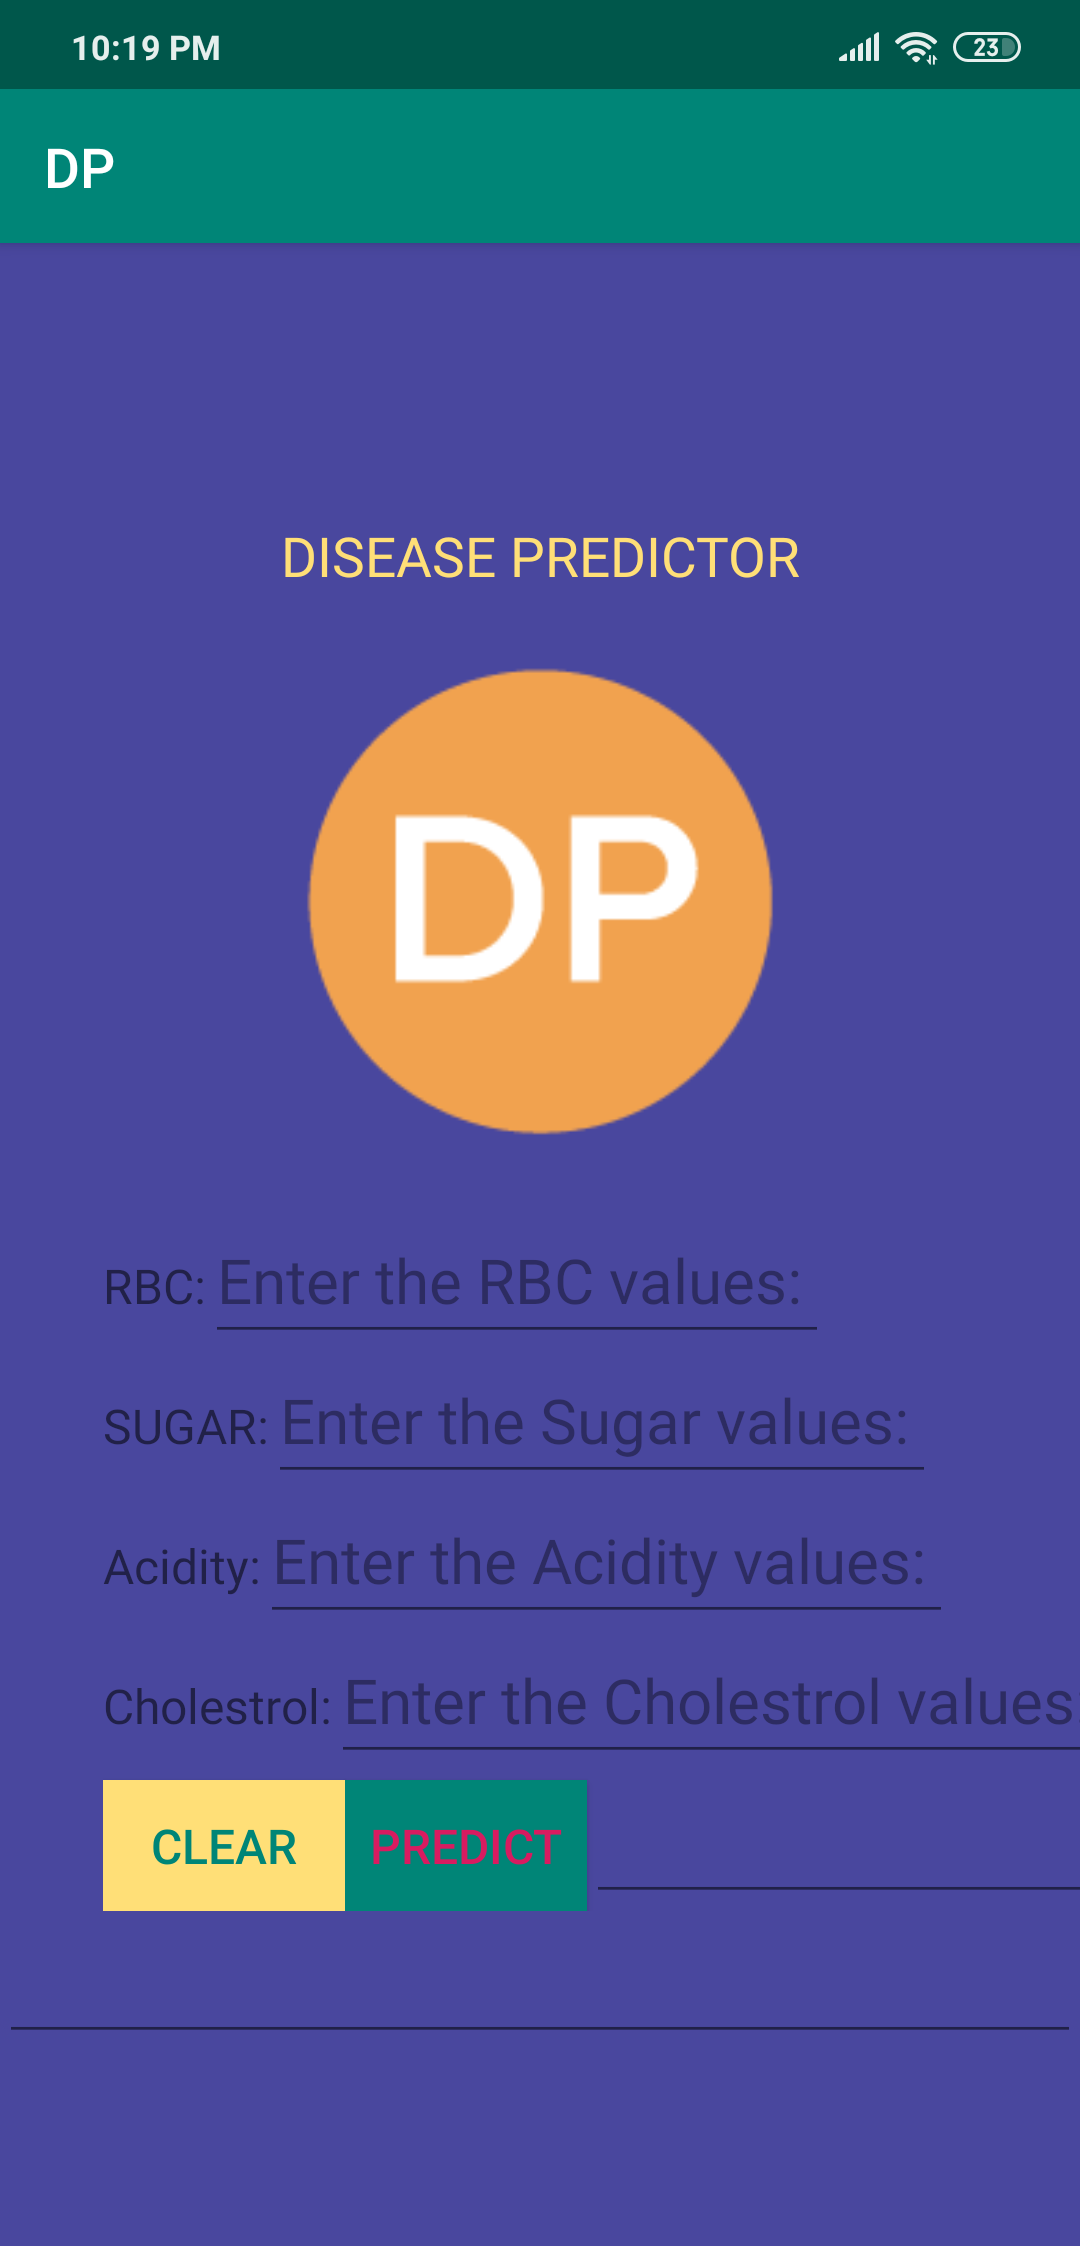 10:19 PM 23
DP
DISEASE PREDICTOR
DP
RBC: Enter the RBC values:
SUGAR: Enter the Sugar values:
Acidity: Enter the Acidity values:
Cholestrol: Enter the Cholestrol values
CLEAR PREDICT